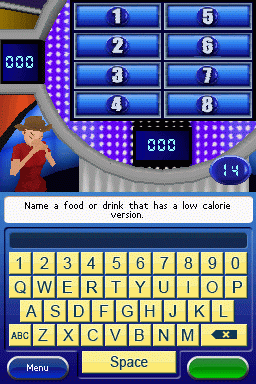 1 5
2 6
000
3 7
4 8
000
14
Name a food or drink that has a low calorie
version.
1 2 3 4 5 6 7 8 9 0
Q W E R T Y U I O P
A S D F G H J K L
ABC Z X C V B N M
Menu Space